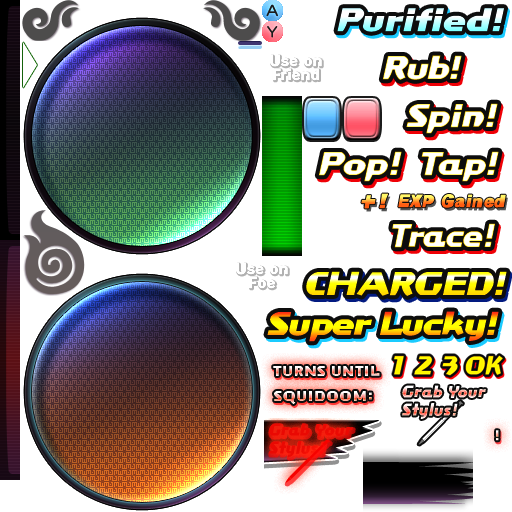 A
Y
Purified!
Use on
Friend
Rub!
Spin!
Pop! Tap!
+! EXP Gained
Trace!
Use on
Foe
CHARGED!
Super Lucky!
TURNS UNTIL
SQUIDOOM:
1 2 3 OK
Grab Your
Stylus!
Grab Your
Stylus!
!